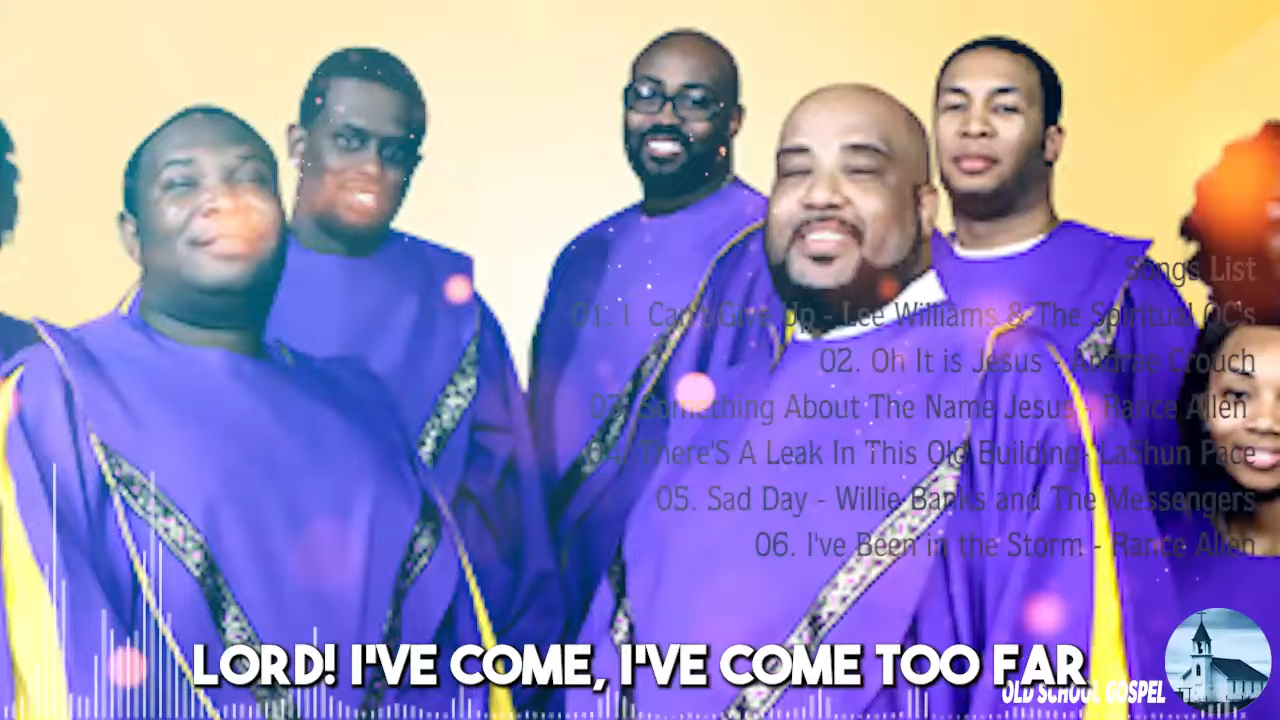 Songs List
01. I Can't Give Up - Lee Williams & The Spiritual QC's
02. Oh It is Jesus - Andrae Crouch
03. Something About The Name Jesus - Rance Allen
04. There'S A Leak In This Old Building- LaShun Pace
05. Sad Day - Willie Banks and The Messengers
06. I've Been in the Storm - Rance Allen
LORD! I'VE COME, I'VE COME TOO FAR
OLD SCHOOL GOSPEL